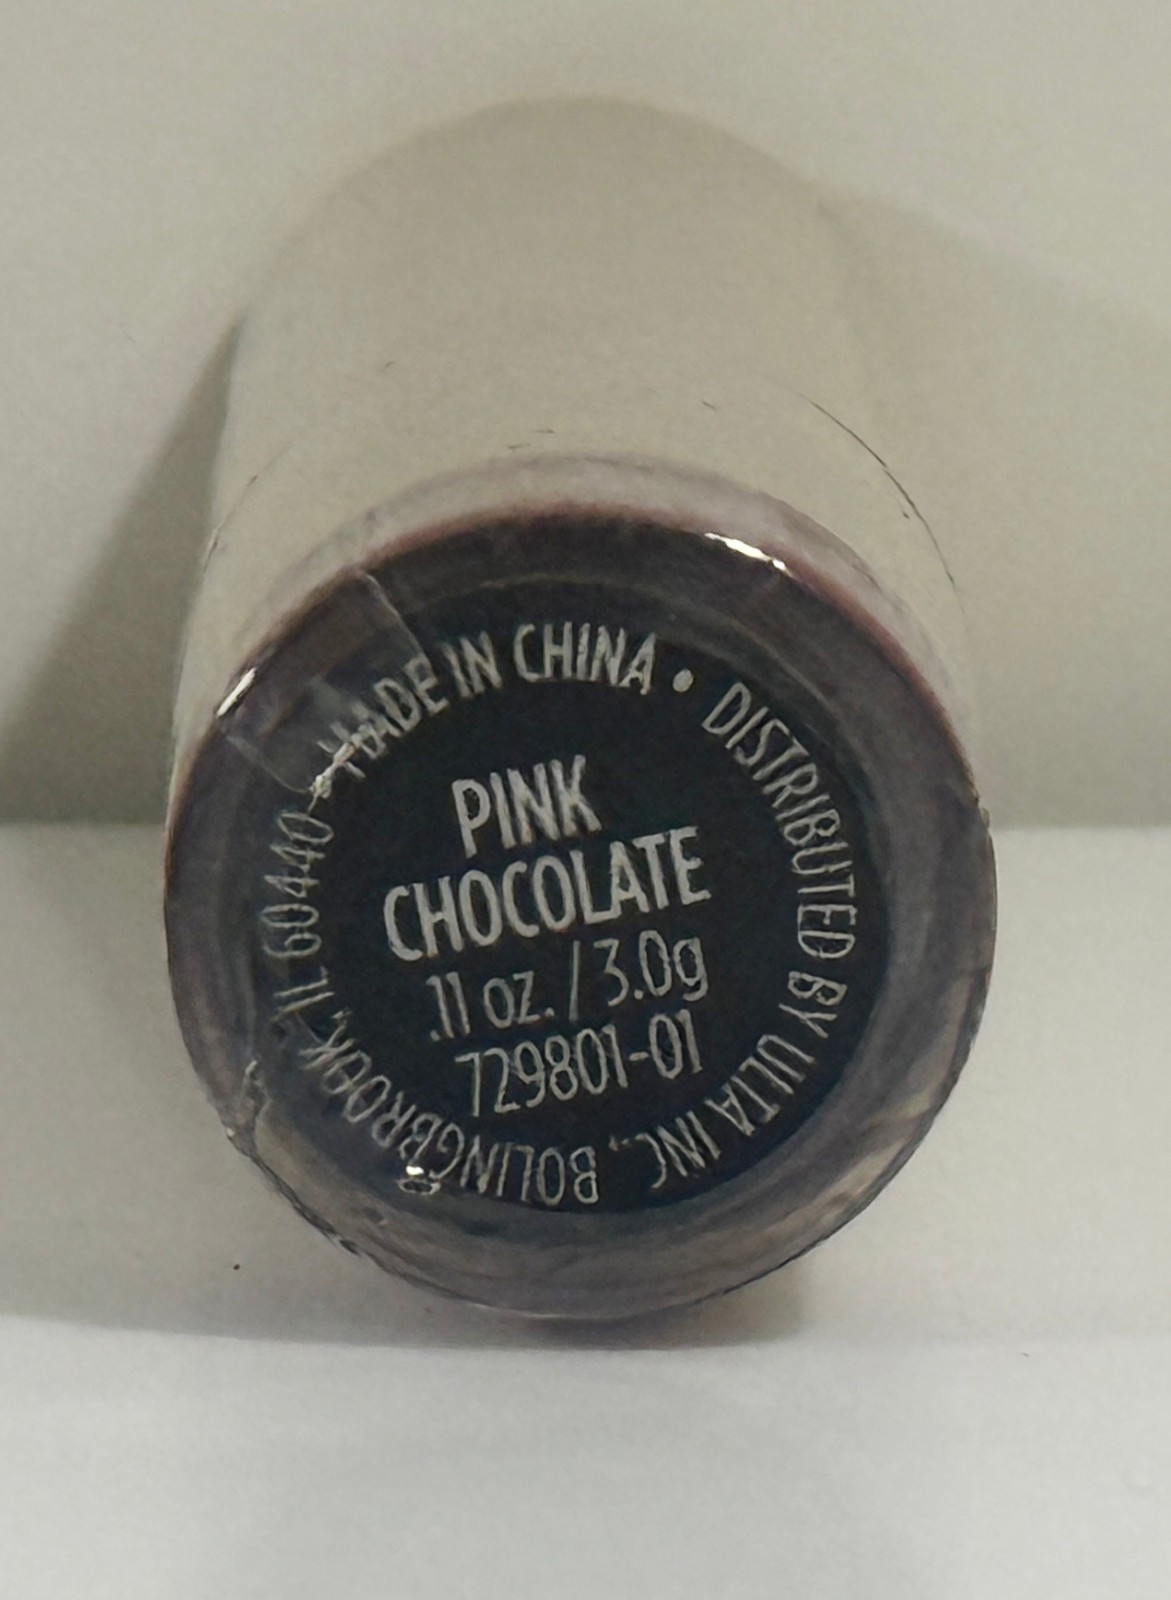 MADE IN CHINA • DISTRIBUTED BY ULTA INC., BOLINGBROOK, IL 60440 •
PINK
CHOCOLATE
.11 oz. / 3.0g
729801-01